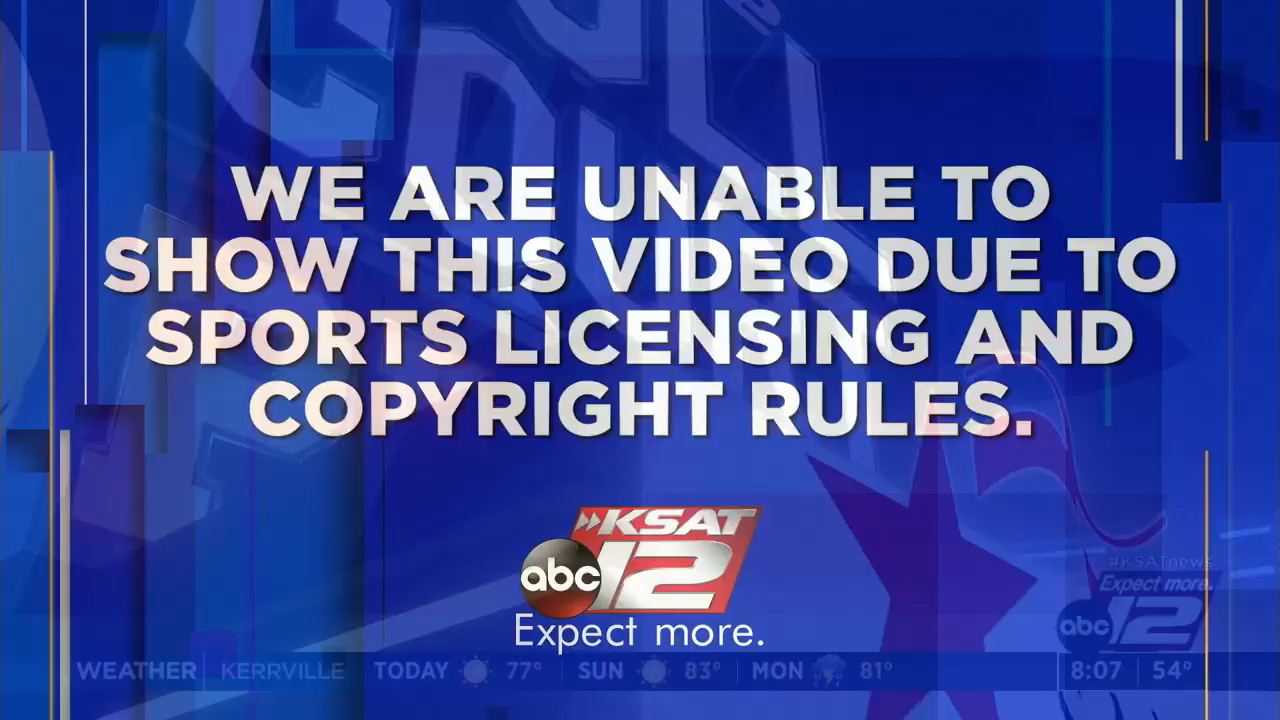 WE ARE UNABLE TO
SHOW THIS VIDEO DUE TO
SPORTS LICENSING AND
COPYRIGHT RULES.
KSAT
abc 12
Expect more.
#KSATnews
Expect more.
abc 12
WEATHER KERRVILLE TODAY 77° SUN 83° MON 81° 8:07 54°